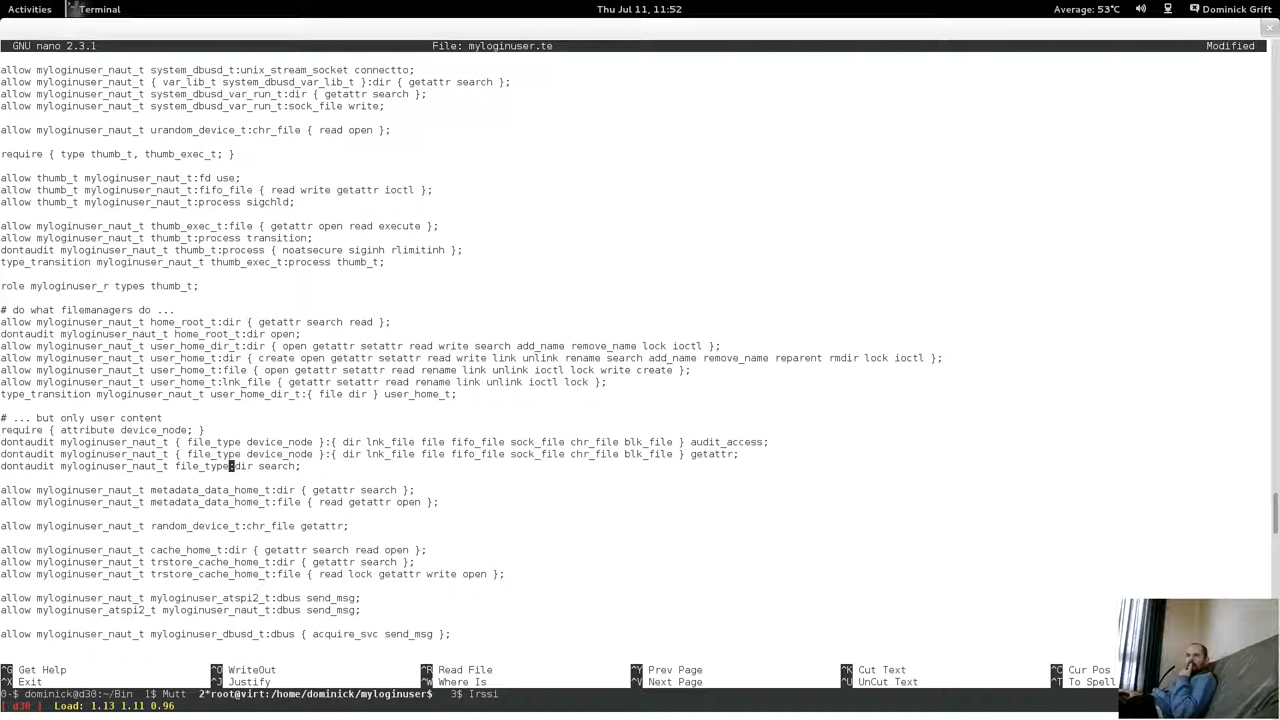 Activities Terminal Thu Jul 11, 11:52 Average: 53°C Dominick Grift
GNU nano 2.3.1 File: myloginuser.te Modified
allow myloginuser_naut_t system_dbusd_t:unix_stream_socket connectto;
allow myloginuser_naut_t { var_lib_t system_dbusd_var_lib_t }:dir { getattr search };
allow myloginuser_naut_t system_dbusd_var_run_t:dir { getattr search };
allow myloginuser_naut_t system_dbusd_var_run_t:sock_file write;
allow myloginuser_naut_t urandom_device_t:chr_file { read open };
require { type thumb_t, thumb_exec_t; }
allow thumb_t myloginuser_naut_t:fd use;
allow thumb_t myloginuser_naut_t:fifo_file { read write getattr ioctl };
allow thumb_t myloginuser_naut_t:process sigchld;
allow myloginuser_naut_t thumb_exec_t:file { getattr open read execute };
allow myloginuser_naut_t thumb_t:process transition;
dontaudit myloginuser_naut_t thumb_t:process { noatsecure siginh rlimitinh };
type_transition myloginuser_naut_t thumb_exec_t:process thumb_t;
role myloginuser_r types thumb_t;
# do what filemanagers do ...
allow myloginuser_naut_t home_root_t:dir { getattr search read };
dontaudit myloginuser_naut_t home_root_t:dir open;
allow myloginuser_naut_t user_home_dir_t:dir { open getattr setattr read write search add_name remove_name lock ioctl };
allow myloginuser_naut_t user_home_t:dir { create open getattr setattr read write link unlink rename search add_name remove_name reparent rmdir lock ioctl };
allow myloginuser_naut_t user_home_t:file { open getattr setattr read rename link unlink ioctl lock write create };
allow myloginuser_naut_t user_home_t:lnk_file { getattr setattr read rename link unlink ioctl lock };
type_transition myloginuser_naut_t user_home_dir_t:{ file dir } user_home_t;
# ... but only user content
require { attribute device_node; }
dontaudit myloginuser_naut_t { file_type device_node }:{ dir lnk_file file fifo_file sock_file chr_file blk_file } audit_access;
dontaudit myloginuser_naut_t { file_type device_node }:{ dir lnk_file file fifo_file sock_file chr_file blk_file } getattr;
dontaudit myloginuser_naut_t file_type:dir search;
allow myloginuser_naut_t metadata_data_home_t:dir { getattr search };
allow myloginuser_naut_t metadata_data_home_t:file { read getattr open };
allow myloginuser_naut_t random_device_t:chr_file getattr;
allow myloginuser_naut_t cache_home_t:dir { getattr search read open };
allow myloginuser_naut_t trstore_cache_home_t:dir { getattr search };
allow myloginuser_naut_t trstore_cache_home_t:file { read lock getattr write open };
allow myloginuser_naut_t myloginuser_atspi2_t:dbus send_msg;
allow myloginuser_atspi2_t myloginuser_naut_t:dbus send_msg;
allow myloginuser_naut_t myloginuser_dbusd_t:dbus { acquire_svc send_msg };
^G Get Help ^O WriteOut ^R Read File ^Y Prev Page ^K Cut Text ^C Cur Pos
^X Exit ^J Justify ^W Where Is ^V Next Page ^U UnCut Text ^T To Spell
0-$ dominick@d30:~/Bin 1$ Mutt 2*root@virt:/home/dominick/myloginuser$ 3$ Irssi
[ d30 ] Load: 1.13 1.11 0.96